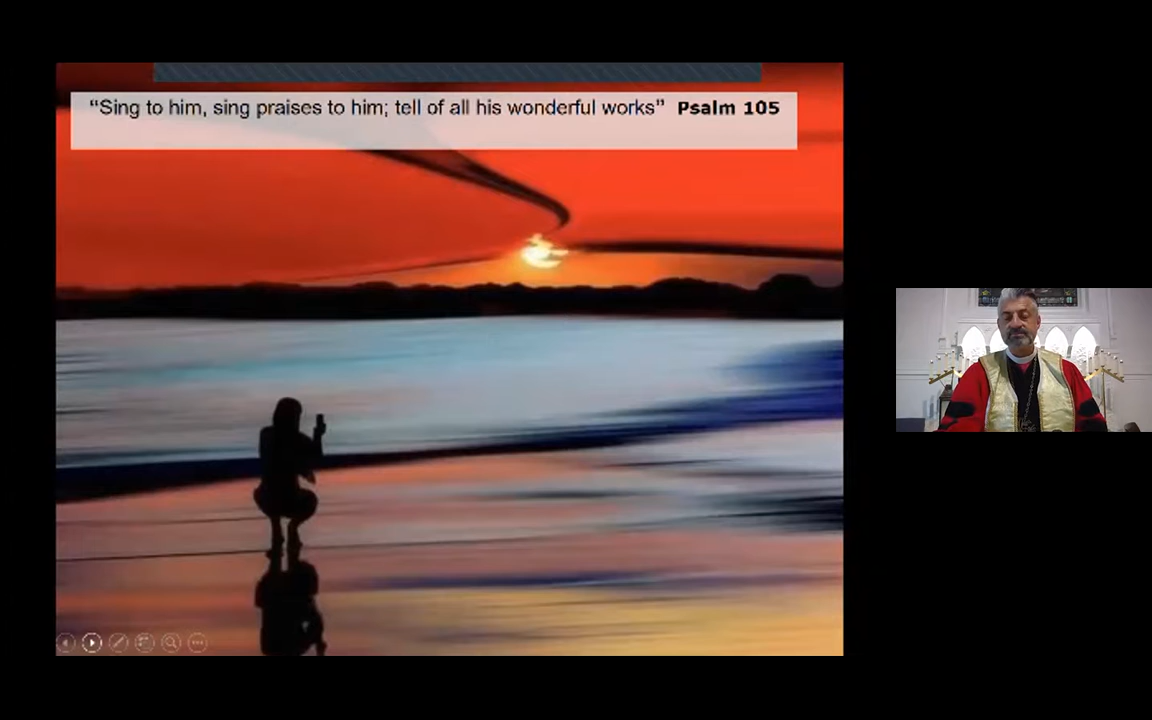 “Sing to him, sing praises to him; tell of all his wonderful works” Psalm 105